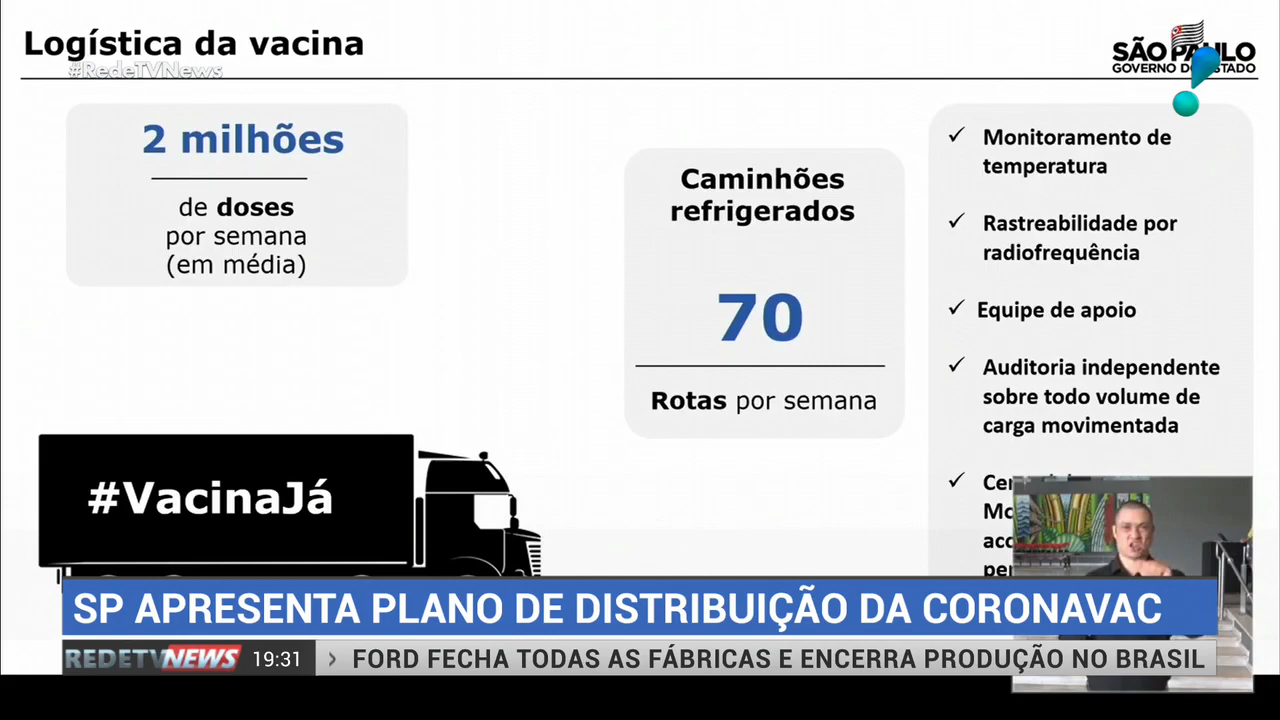 Logística da vacina
#RedeTVNews
SÃO PAULO
GOVERNO DO ESTADO
2 milhões
de doses
por semana
(em média)
Caminhões
refrigerados
70
Rotas por semana
✓ Monitoramento de
temperatura
✓ Rastreabilidade por
radiofrequência
✓ Equipe de apoio
✓ Auditoria independente
sobre todo volume de
carga movimentada
✓
#VacinaJá
SP APRESENTA PLANO DE DISTRIBUIÇÃO DA CORONAVAC
REDETV NEWS 19:31 › FORD FECHA TODAS AS FÁBRICAS E ENCERRA PRODUÇÃO NO BRASIL